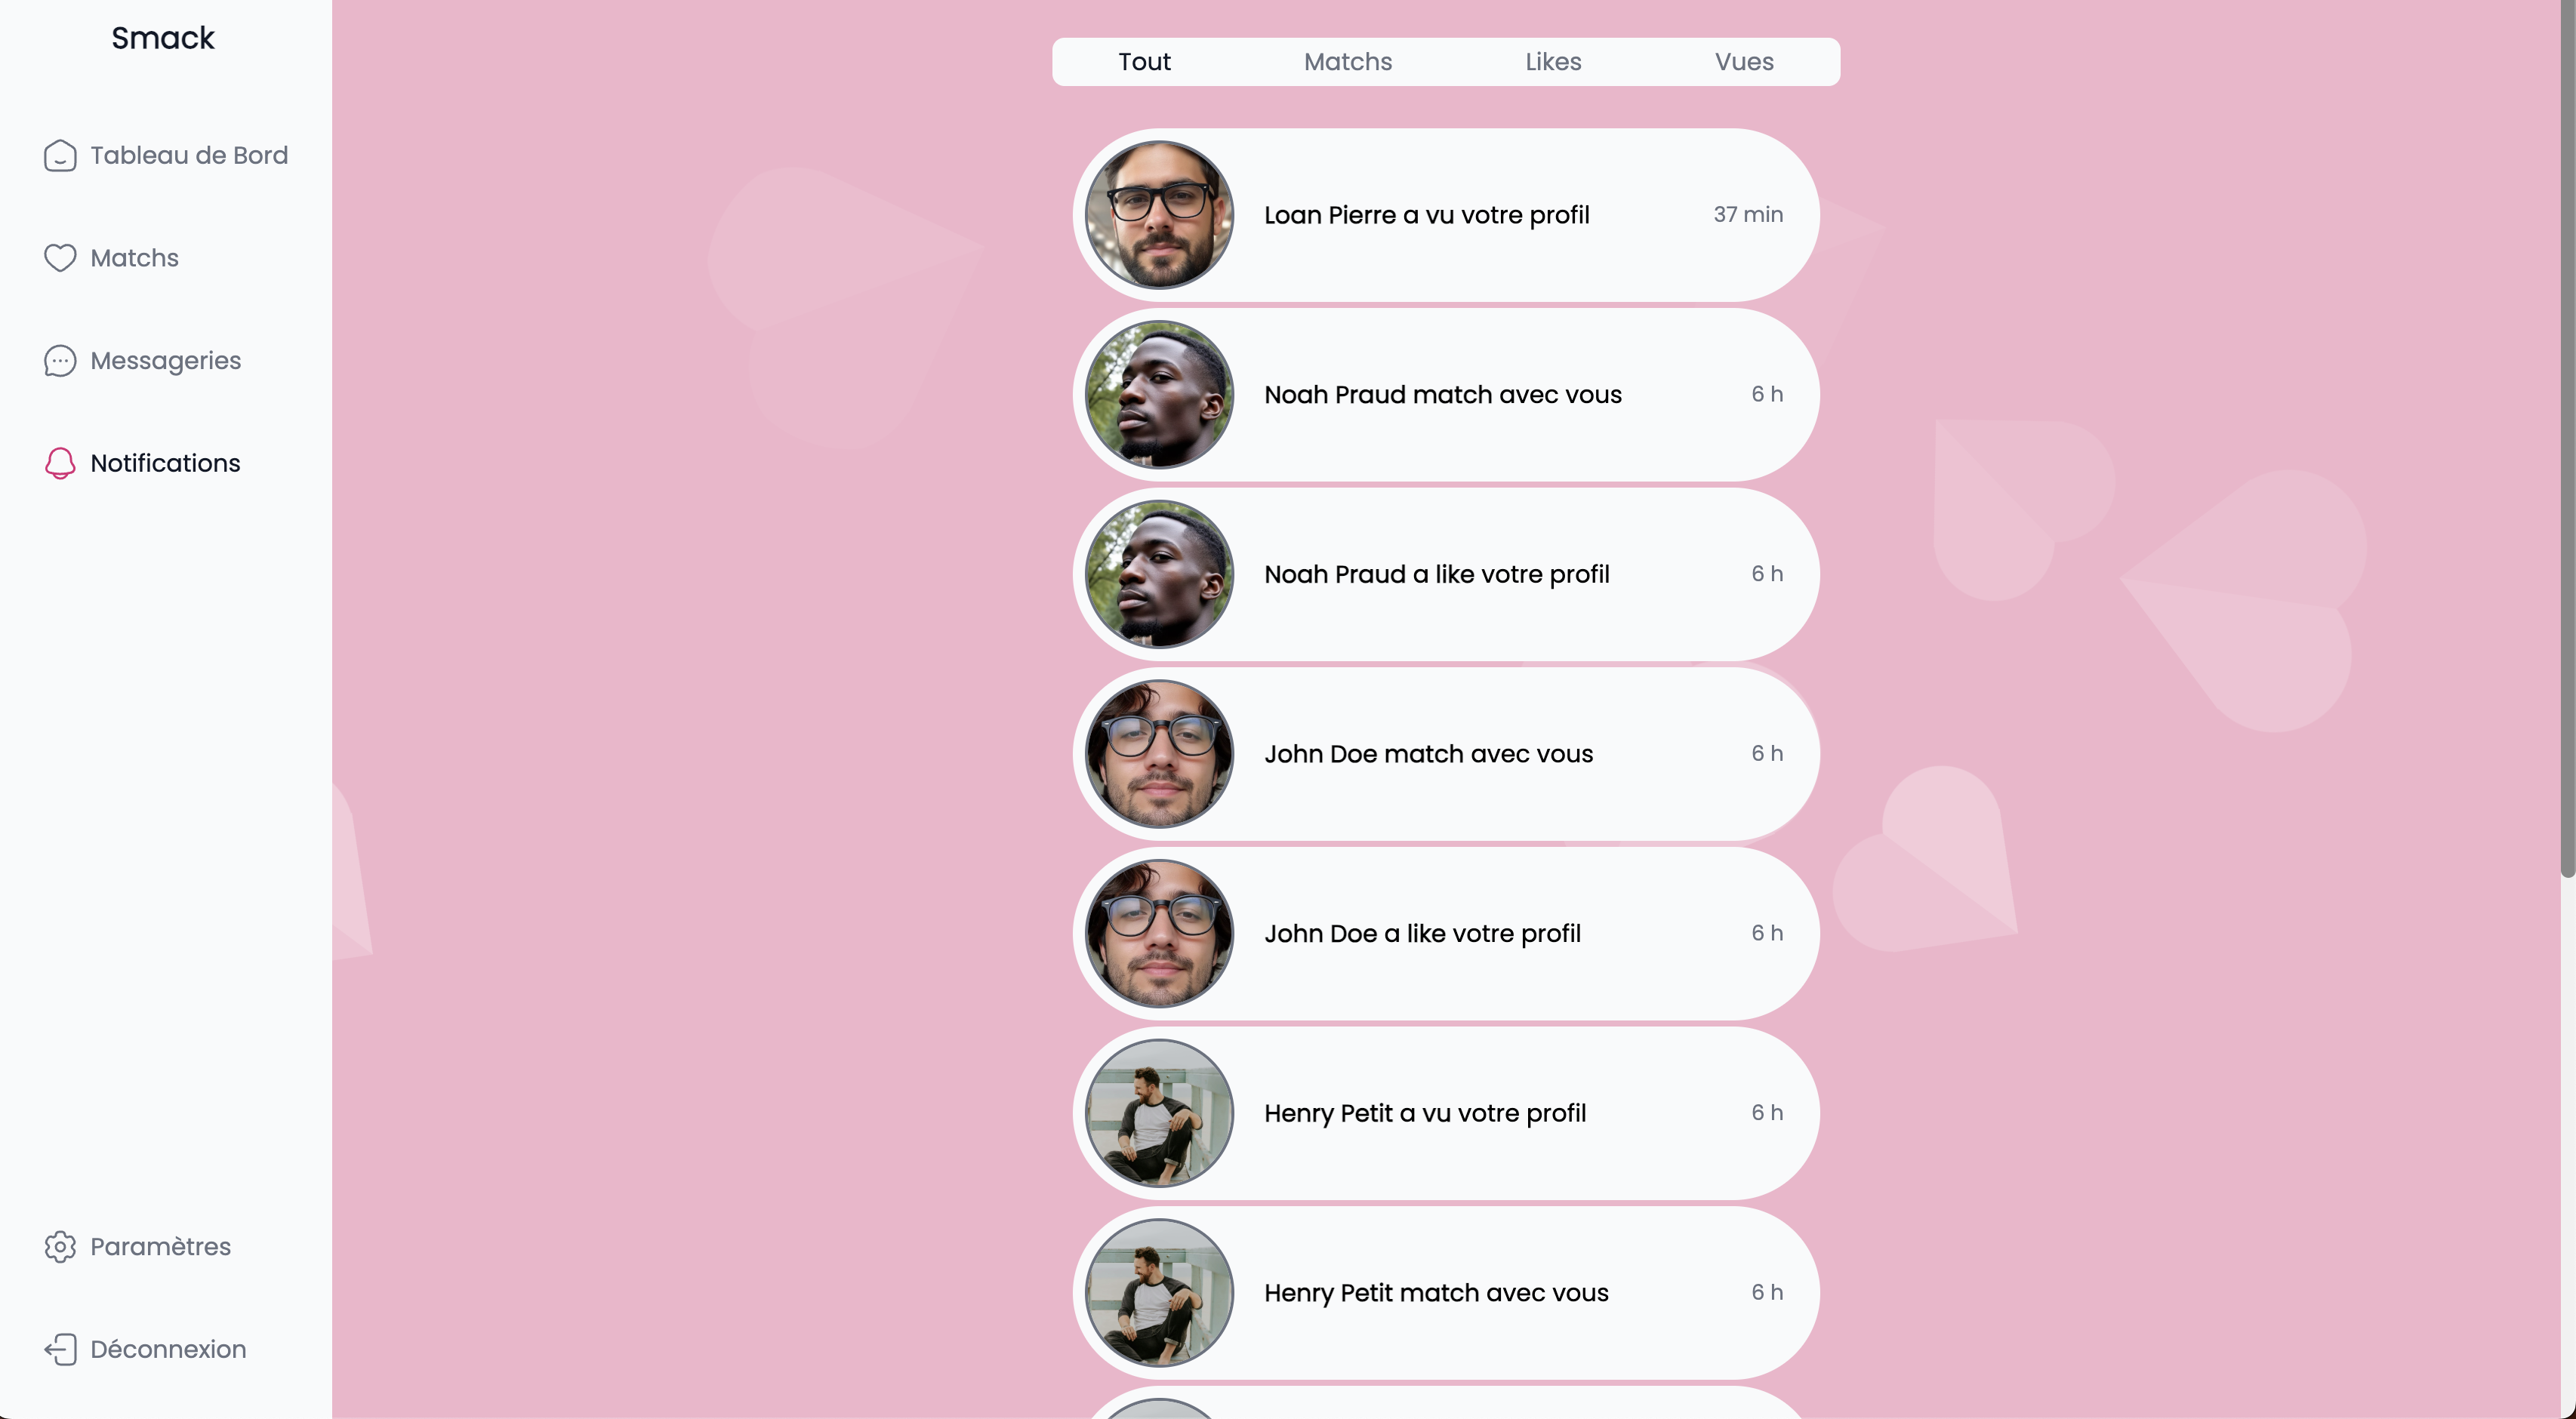 Smack
Tableau de Bord
Matchs
Messageries
Notifications
Paramètres
Déconnexion
Tout Matchs Likes Vues
Loan Pierre a vu votre profil 37 min
Noah Praud match avec vous 6 h
Noah Praud a like votre profil 6 h
John Doe match avec vous 6 h
John Doe a like votre profil 6 h
Henry Petit a vu votre profil 6 h
Henry Petit match avec vous 6 h